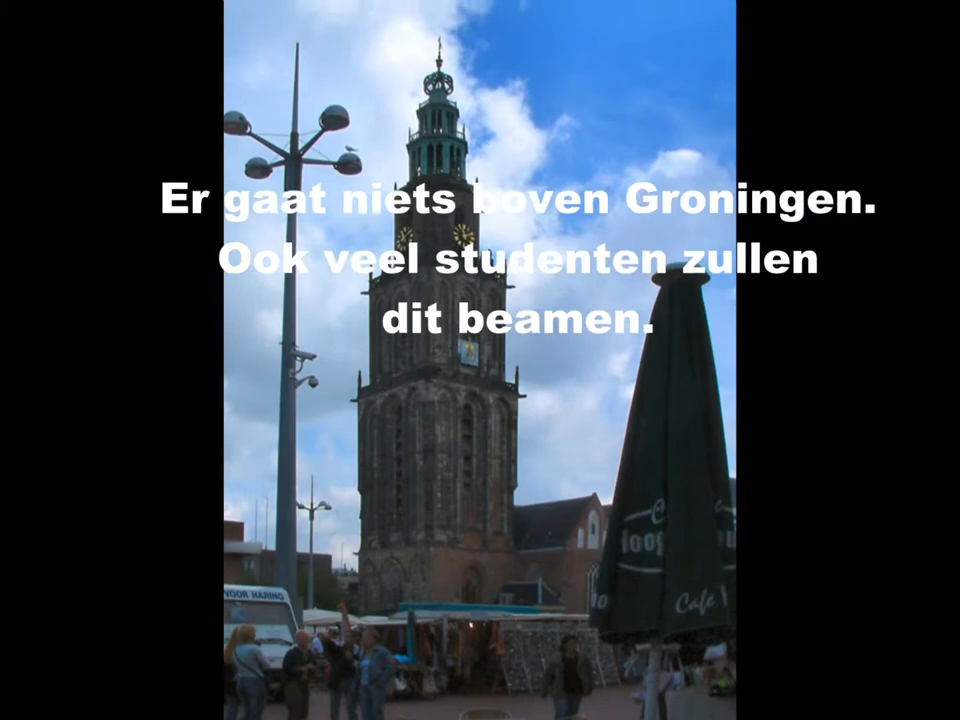 Er gaat niets boven Groningen.
Ook veel studenten zullen
dit beamen.
VOOR HARING
Café